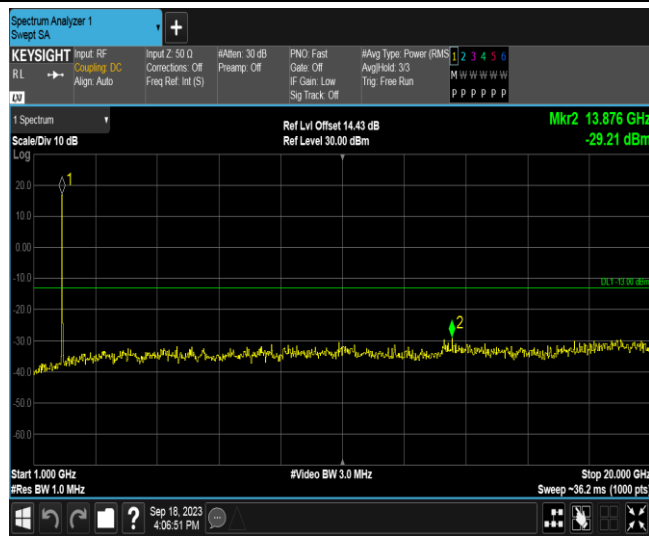 Spectrum Analyzer 1
Swept SA
+
KEYSIGHT
RL
LXI
Input: RF
Coupling: DC
Align: Auto
Input Z: 50 Ω
Corrections: Off
Freq Ref: Int (S)
#Atten: 30 dB
Preamp: Off
PNO: Fast
Gate: Off
IF Gain: Low
Sig Track: Off
#Avg Type: Power (RMS
Avg|Hold: 3/3
Trig: Free Run
1 2 3 4 5 6
M W W W W W
P P P P P P
1 Spectrum
Scale/Div 10 dB
Log
Ref Lvl Offset 14.43 dB
Ref Level 30.00 dBm
Mkr2 13.876 GHz
-29.21 dBm
1
20.0
10.0
0.00
-10.0
DL1 -13.00 dBm
-20.0
2
-30.0
-40.0
-50.0
-60.0
Start 1.000 GHz
#Res BW 1.0 MHz
#Video BW 3.0 MHz
Stop 20.000 GHz
Sweep ~36.2 ms (1000 pts)
?
Sep 18, 2023
4:06:51 PM